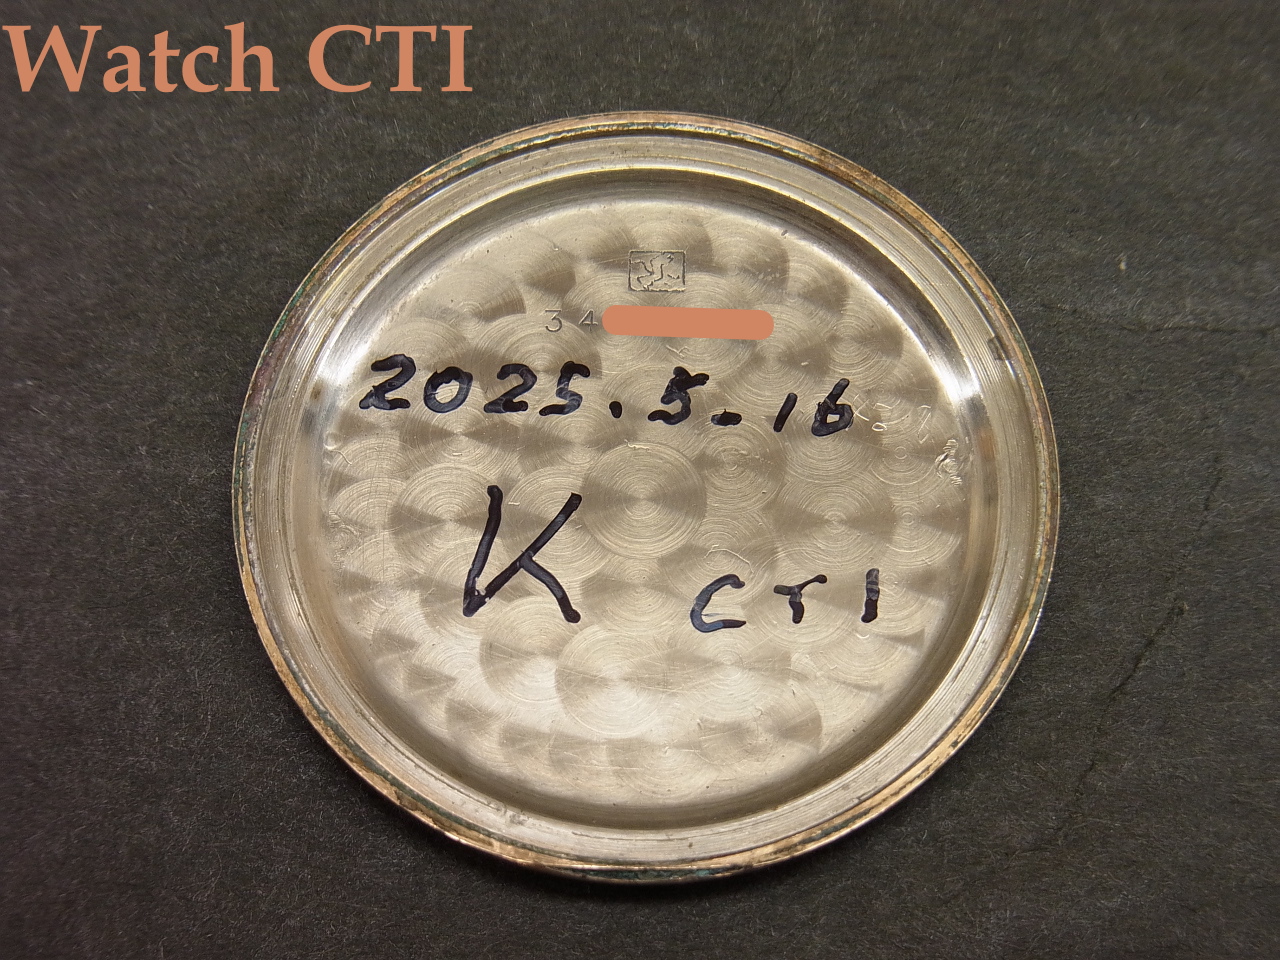 Watch CTI
34
2025.5-16
K CTI